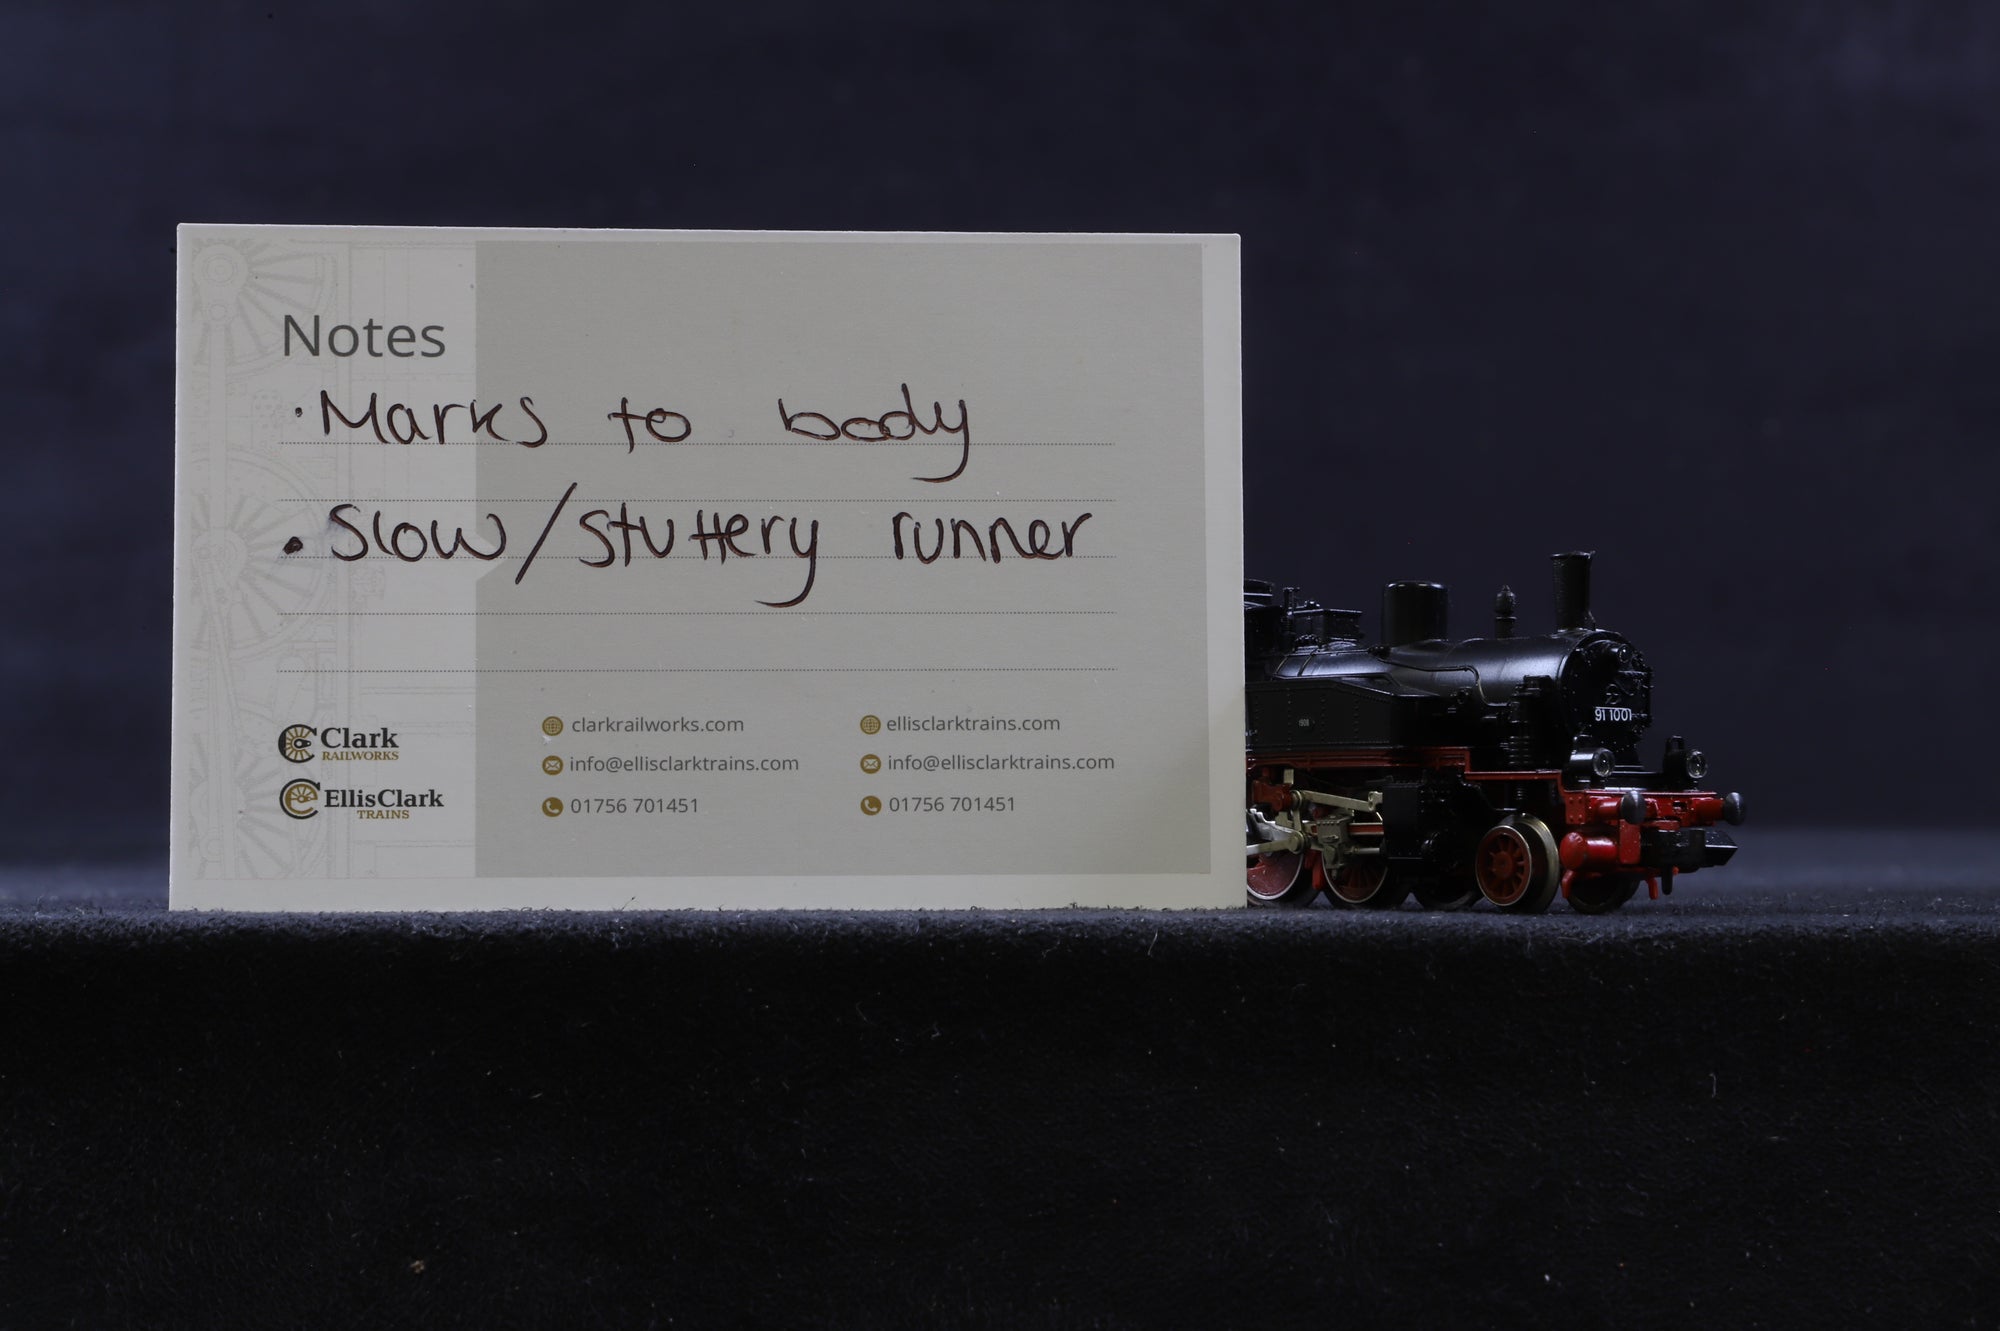 Notes
· Marks to body
· Slow/stuttery runner
Clark
RAILWORKS
EllisClark
TRAINS
clarkrailworks.com
info@ellisclarktrains.com
01756 701451
ellisclarktrains.com
info@ellisclarktrains.com
01756 701451
91 1001